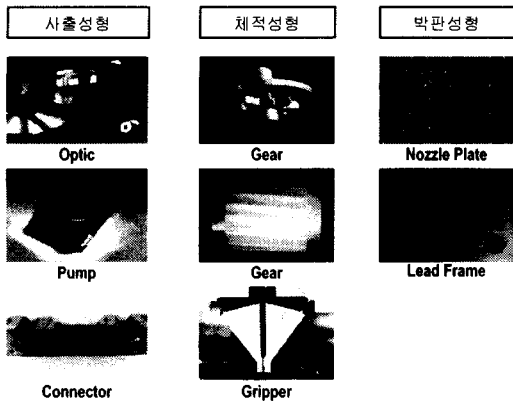 사출성형 체적성형 박판성형
Optic Gear Nozzle Plate
Pump Gear Lead Frame
Connector Gripper